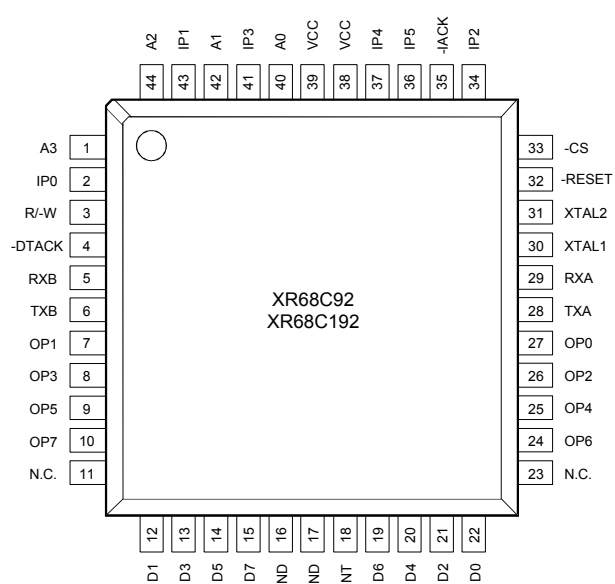 A2 IP1 A1 IP3 A0 VCC VCC IP4 IP5 -IACK IP2
44 43 42 41 40 39 38 37 36 35 34
A3 1
IP0 2
R/-W 3
-DTACK 4
RXB 5
TXB 6
OP1 7
OP3 8
OP5 9
OP7 10
N.C. 11
XR68C92
XR68C192
33 -CS
32 -RESET
31 XTAL2
30 XTAL1
29 RXA
28 TXA
27 OP0
26 OP2
25 OP4
24 OP6
23 N.C.
12 13 14 15 16 17 18 19 20 21 22
D1 D3 D5 D7 ND ND NT D6 D4 D2 D0